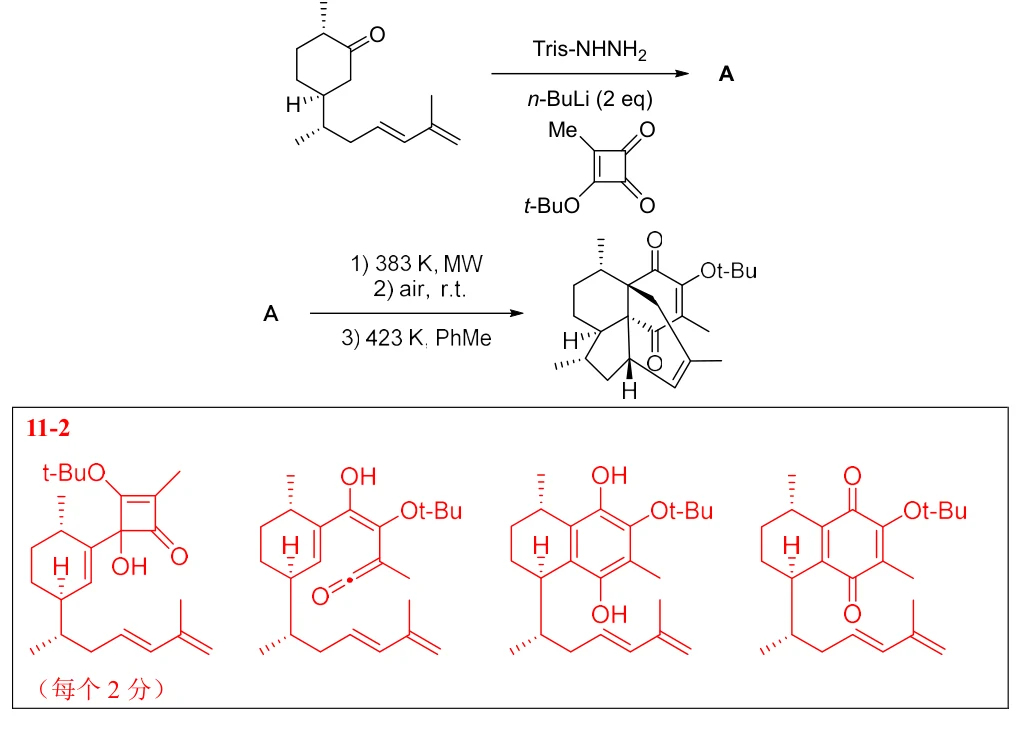 O
Tris-NHNH2
n-BuLi (2 eq)
A
H
Me
O
t-BuO
O
A
1) 383 K, MW
2) air, r.t.
3) 423 K, PhMe
O
Ot-Bu
H
O
H
11-2
t-BuO
H
OH
O
OH
Ot-Bu
H
O
OH
Ot-Bu
H
OH
O
Ot-Bu
H
O
（每个 2 分）